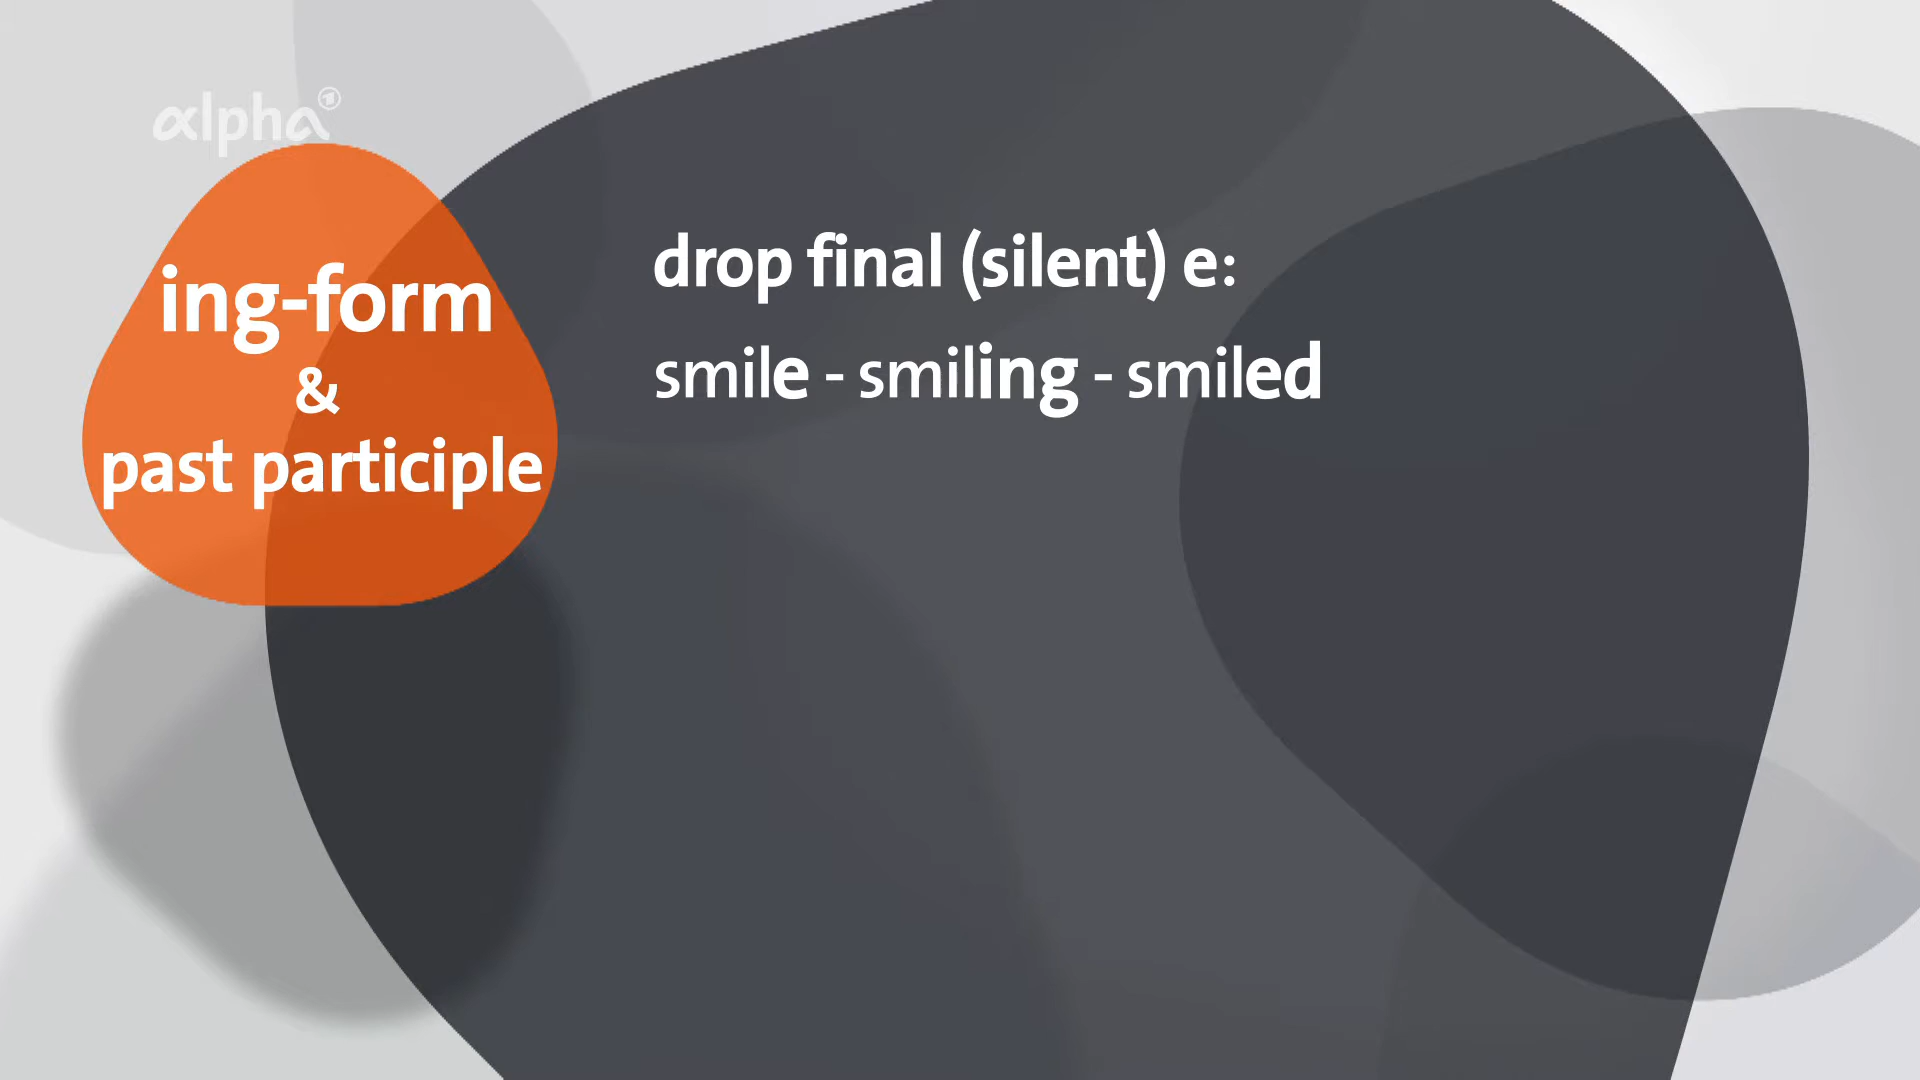 alpha
ing-form
&
past participle
drop final (silent) e:
smile - smiling - smiled